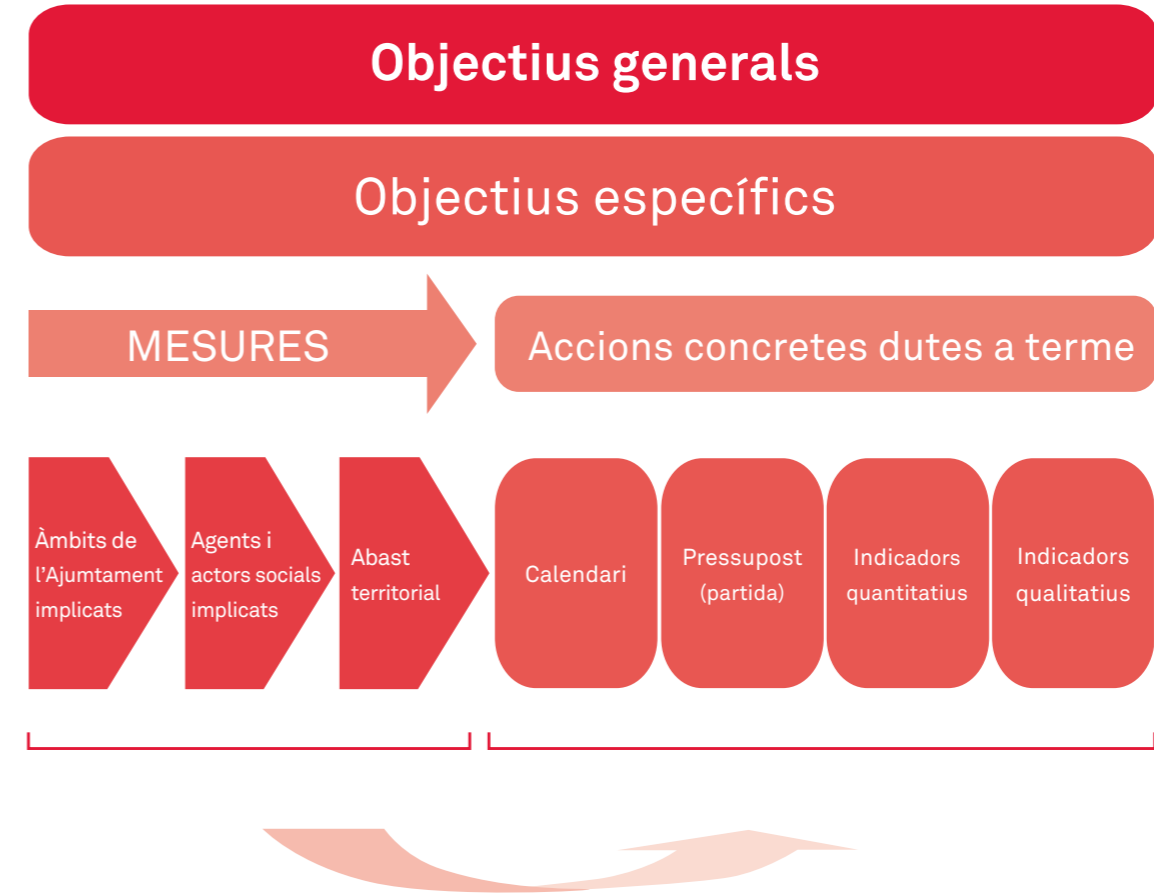 Objectius generals
Objectius específics
MESURES
Accions concretes dutes a terme
Àmbits de
l'Ajumtament
implicats
Agents i
actors socials
implicats
Abast
territorial
Calendari
Pressupost
(partida)
Indicadors
quantitatius
Indicadors
qualitatius